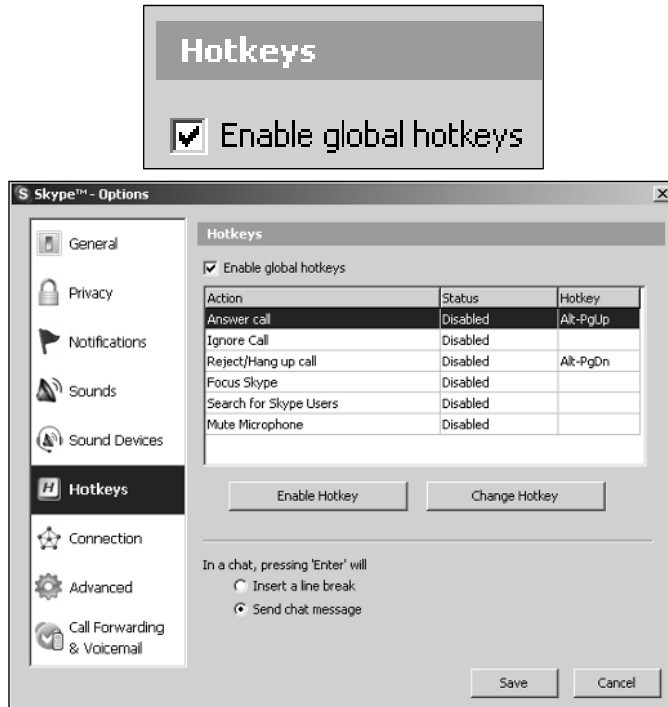 Hotkeys
Enable global hotkeys
S Skype™ - Options
General
Privacy
Notifications
Sounds
Sound Devices
H Hotkeys
Connection
Advanced
Call Forwarding
& Voicemail
Hotkeys
Enable global hotkeys
Action Status Hotkey
Answer call Disabled Alt-PgUp
Ignore Call Disabled
Reject/Hang up call Disabled Alt-PgDn
Focus Skype Disabled
Search for Skype Users Disabled
Mute Microphone Disabled
Enable Hotkey Change Hotkey
In a chat, pressing 'Enter' will
Insert a line break
Send chat message
Save Cancel